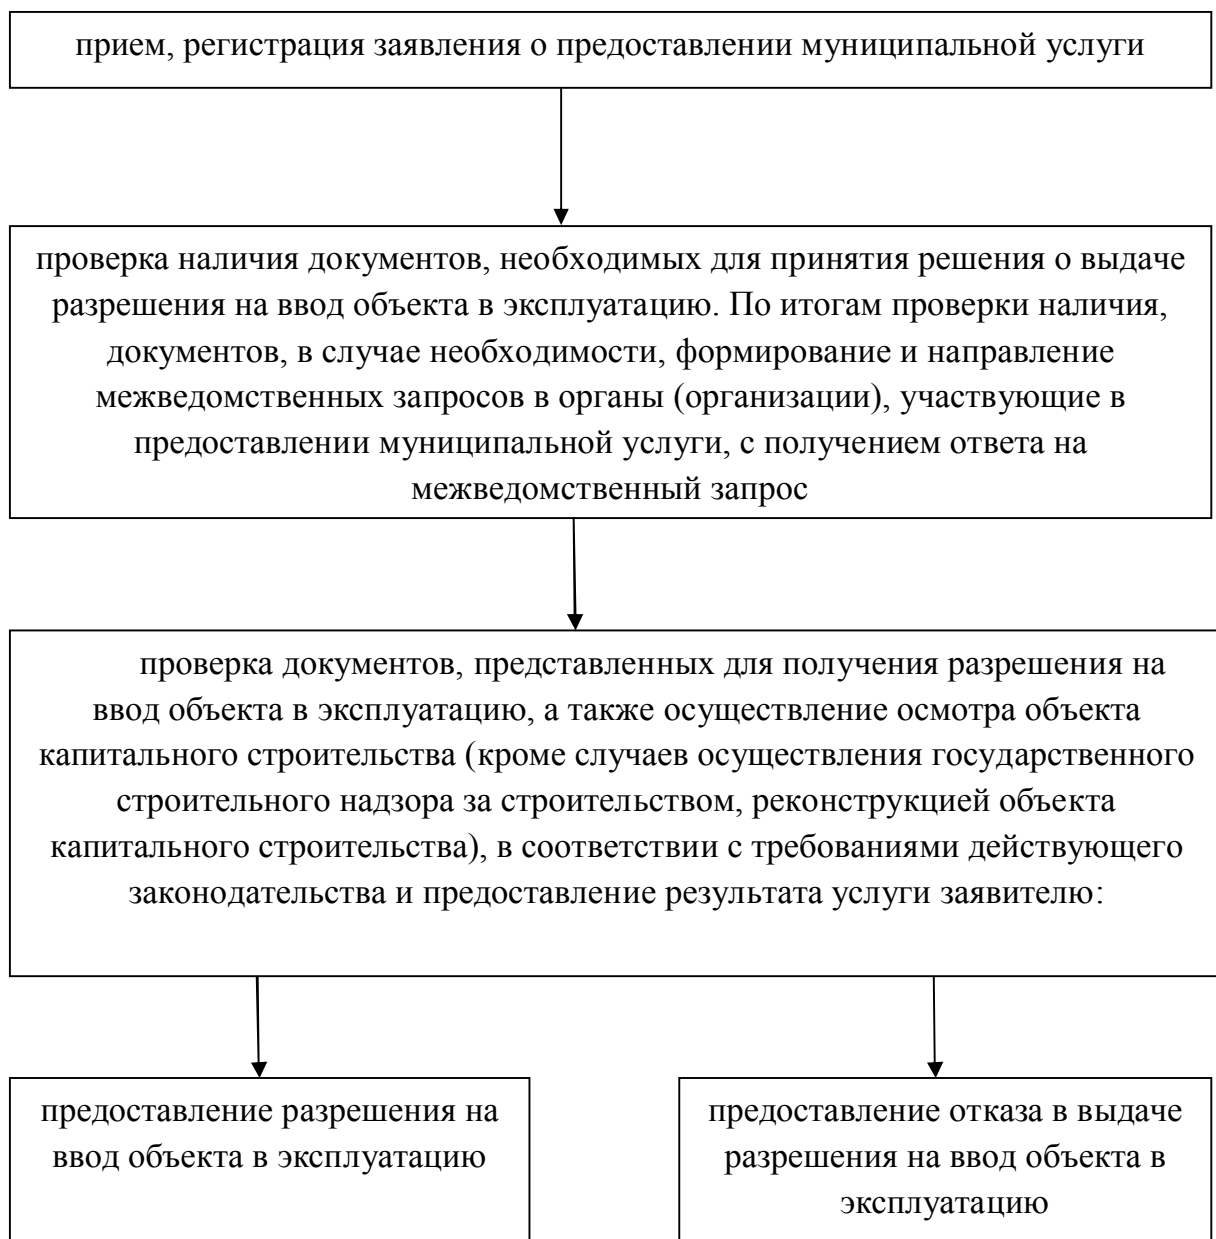 прием, регистрация заявления о предоставлении муниципальной услуги
проверка наличия документов, необходимых для принятия решения о выдаче
разрешения на ввод объекта в эксплуатацию. По итогам проверки наличия,
документов, в случае необходимости, формирование и направление
межведомственных запросов в органы (организации), участвующие в
предоставлении муниципальной услуги, с получением ответа на
межведомственный запрос
проверка документов, представленных для получения разрешения на
ввод объекта в эксплуатацию, а также осуществление осмотра объекта
капитального строительства (кроме случаев осуществления государственного
строительного надзора за строительством, реконструкцией объекта
капитального строительства), в соответствии с требованиями действующего
законодательства и предоставление результата услуги заявителю:
предоставление разрешения на
ввод объекта в эксплуатацию
предоставление отказа в выдаче
разрешения на ввод объекта в
эксплуатацию